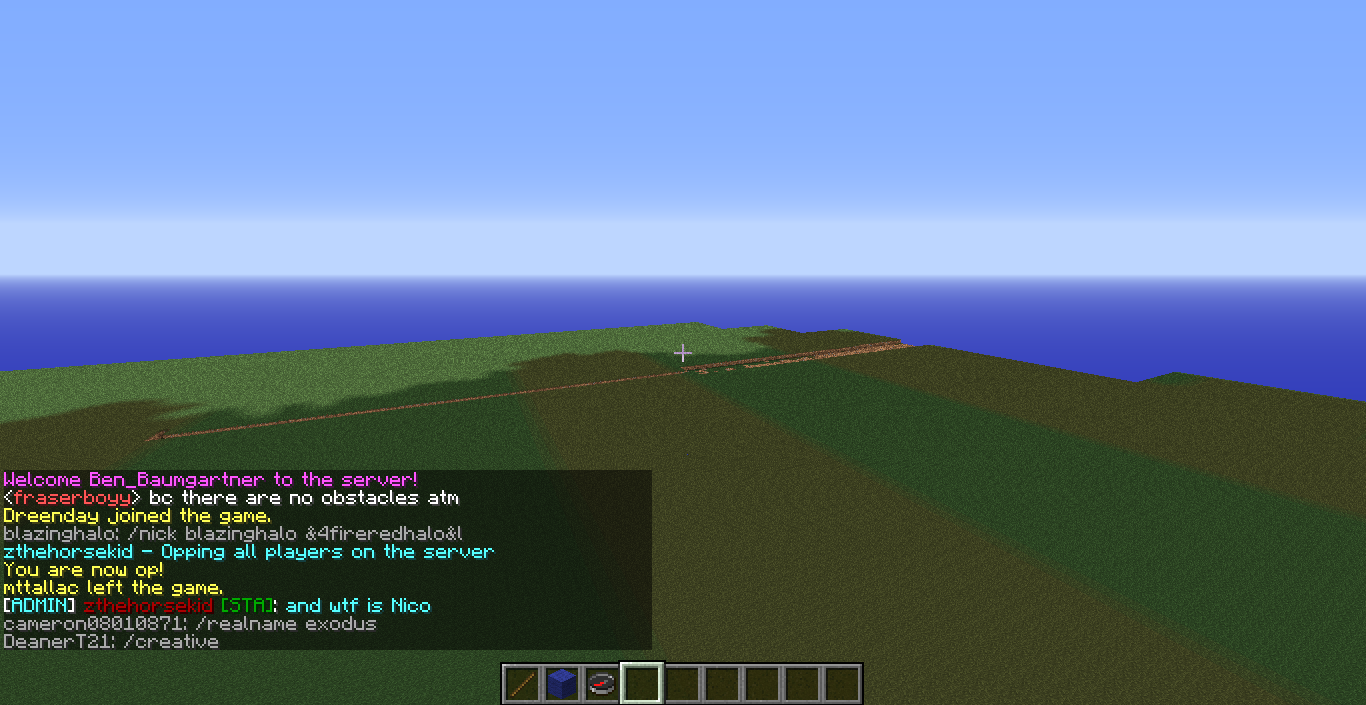 Welcome Ben_Baumgartner to the server!
<fraserboyy> bc there are no obstacles atm
Dreenday joined the game.
blazinghalo: /nick blazinghalo &4fireredhalo&l
zthehorsekid - Opping all players on the server
You are now op!
mttallac left the game.
[ADMIN] zthehorsekid [STA]: and wtf is Nico
cameron08010871: /realname exodus
DeanerT21: /creative